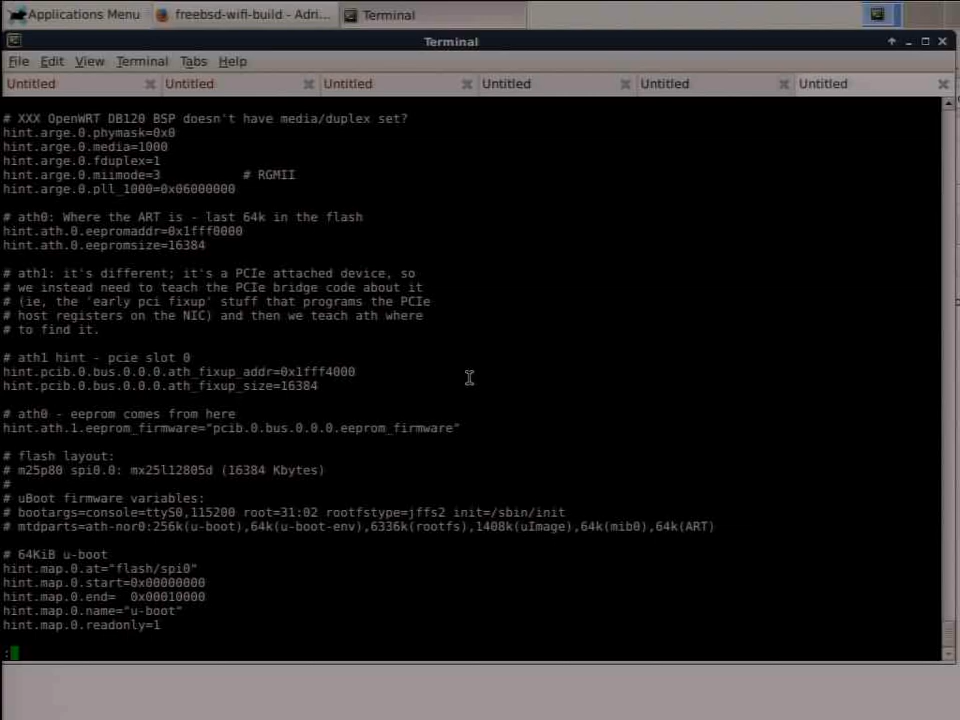 Applications Menu freebsd-wifi-build - Adri... Terminal
Terminal
File Edit View Terminal Tabs Help
Untitled Untitled Untitled Untitled Untitled Untitled
# XXX OpenWRT DB120 BSP doesn't have media/duplex set?
hint.arge.0.phymask=0x0
hint.arge.0.media=1000
hint.arge.0.fduplex=1
hint.arge.0.miimode=3 # RGMII
hint.arge.0.pll_1000=0x06000000
# ath0: Where the ART is - last 64k in the flash
hint.ath.0.eepromaddr=0x1fff0000
hint.ath.0.eepromsize=16384
# ath1: it's different; it's a PCIe attached device, so
# we instead need to teach the PCIe bridge code about it
# (ie, the 'early pci fixup' stuff that programs the PCIe
# host registers on the NIC) and then we teach ath where
# to find it.
# ath1 hint - pcie slot 0
hint.pcib.0.bus.0.0.0.ath_fixup_addr=0x1fff4000
hint.pcib.0.bus.0.0.0.ath_fixup_size=16384
# ath0 - eeprom comes from here
hint.ath.1.eeprom_firmware="pcib.0.bus.0.0.0.eeprom_firmware"
# flash layout:
# m25p80 spi0.0: mx25l12805d (16384 Kbytes)
#
# uBoot firmware variables:
# bootargs=console=ttyS0,115200 root=31:02 rootfstype=jffs2 init=/sbin/init
# mtdparts=ath-nor0:256k(u-boot),64k(u-boot-env),6336k(rootfs),1408k(uImage),64k(mib0),64k(ART)
# 64KiB u-boot
hint.map.0.at="flash/spi0"
hint.map.0.start=0x00000000
hint.map.0.end= 0x00010000
hint.map.0.name="u-boot"
hint.map.0.readonly=1
: